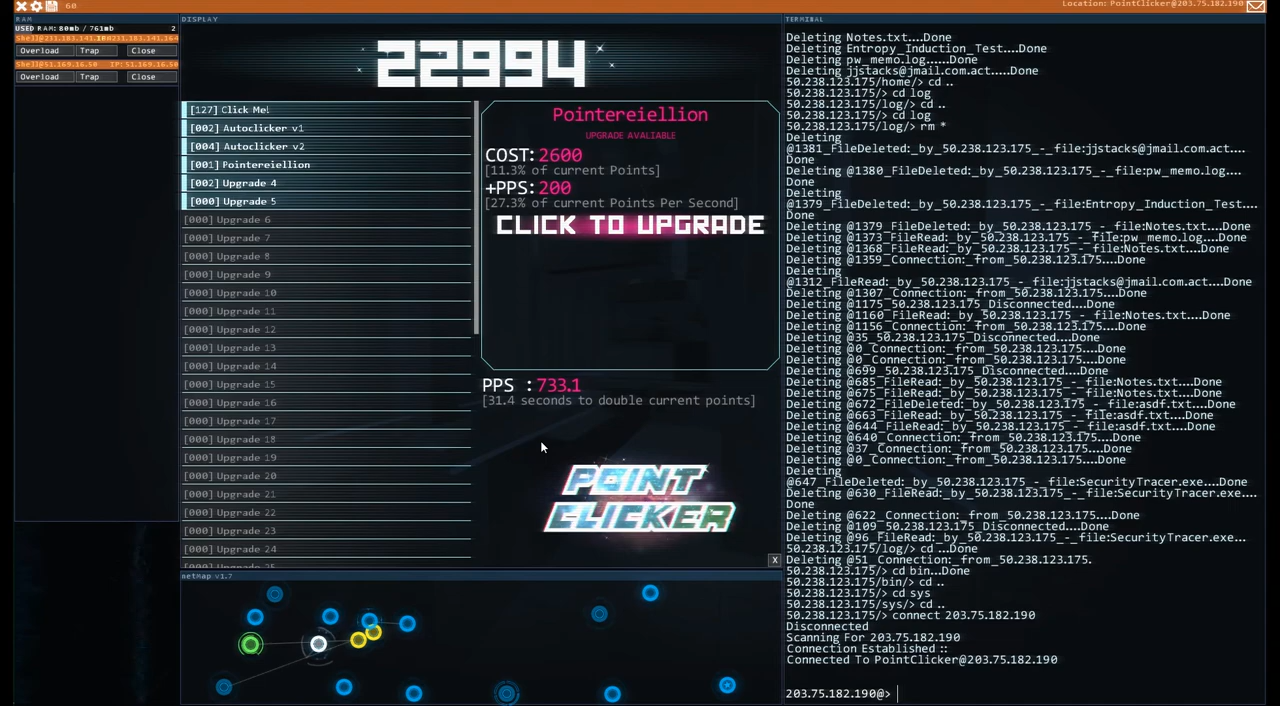 60
Location: PointClicker@203.75.182.190
RAM
USED RAM: 80mb / 761mb 2
Overload Trap Close
Shell@51.169.16.50 IP: 51.169.16.50
Overload Trap Close
DISPLAY
22994
[127] Click Me!
[002] Autoclicker v1
[004] Autoclicker v2
[001] Pointereiellion
[002] Upgrade 4
[000] Upgrade 5
[000] Upgrade 6
[000] Upgrade 7
[000] Upgrade 8
[000] Upgrade 9
[000] Upgrade 10
[000] Upgrade 11
[000] Upgrade 12
[000] Upgrade 13
[000] Upgrade 14
[000] Upgrade 15
[000] Upgrade 16
[000] Upgrade 17
[000] Upgrade 18
[000] Upgrade 19
[000] Upgrade 20
[000] Upgrade 21
[000] Upgrade 22
[000] Upgrade 23
[000] Upgrade 24
[000] Upgrade 25
Pointereiellion
UPGRADE AVALIABLE
COST: 2600
[11.3% of current Points]
+PPS: 200
[27.3% of current Points Per Second]
CLICK TO UPGRADE
PPS : 733.1
[31.4 seconds to double current points]
POINT
CLICKER
X
netMap v1.7
TERMINAL
Deleting Notes.txt....Done
Deleting Entropy_Induction_Test....Done
Deleting pw_memo.log....Done
Deleting jjstacks@jmail.com.act....Done
50.238.123.175/home/> cd ..
50.238.123.175/> cd log
50.238.123.175/log/> cd ..
50.238.123.175/> cd log
50.238.123.175/log/> rm *
Deleting
@1381_FileDeleted:_by_50.238.123.175_-_file:jjstacks@jmail.com.act....
Done
Deleting @1380_FileDeleted:_by_50.238.123.175_-_file:pw_memo.log....
Done
Deleting
@1379_FileDeleted:_by_50.238.123.175_-_file:Entropy_Induction_Test....
Done
Deleting @1379_FileDeleted:_by_50.238.123.175_-_file:Notes.txt....Done
Deleting @1373_FileRead:_by_50.238.123.175_-_file:pw_memo.log....Done
Deleting @1368_FileRead:_by_50.238.123.175_-_file:Notes.txt....Done
Deleting @1359_Connection:_from_50.238.123.175....Done
Deleting
@1312_FileRead:_by_50.238.123.175_-_file:jjstacks@jmail.com.act....Done
Deleting @1307_Connection:_from_50.238.123.175....Done
Deleting @1175_50.238.123.175_Disconnected....Done
Deleting @1160_FileRead:_by_50.238.123.175_-_file:Notes.txt....Done
Deleting @1156_Connection:_from_50.238.123.175....Done
Deleting @35_50.238.123.175_Disconnected....Done
Deleting @0_Connection:_from_50.238.123.175....Done
Deleting @0_Connection:_from_50.238.123.175....Done
Deleting @699_50.238.123.175_Disconnected....Done
Deleting @685_FileRead:_by_50.238.123.175_-_file:Notes.txt....Done
Deleting @675_FileRead:_by_50.238.123.175_-_file:Notes.txt....Done
Deleting @672_FileDeleted:_by_50.238.123.175_-_file:asdf.txt....Done
Deleting @663_FileRead:_by_50.238.123.175_-_file:asdf.txt....Done
Deleting @644_FileRead:_by_50.238.123.175_-_file:asdf.txt....Done
Deleting @640_Connection:_from_50.238.123.175....Done
Deleting @37_Connection:_from_50.238.123.175....Done
Deleting @0_Connection:_from_50.238.123.175....Done
Deleting
@647_FileDeleted:_by_50.238.123.175_-_file:SecurityTracer.exe....
Done
Deleting @630_FileRead:_by_50.238.123.175_-_file:SecurityTracer.exe....
Done
Deleting @622_Connection:_from_50.238.123.175....Done
Deleting @109_50.238.123.175_Disconnected....Done
Deleting @96_FileRead:_by_50.238.123.175_-_file:SecurityTracer.exe...
50.238.123.175/log/> cd ...Done
Deleting @51_Connection:_from_50.238.123.175.
50.238.123.175/> cd bin...Done
50.238.123.175/bin/> cd ..
50.238.123.175/> cd sys
50.238.123.175/sys/> cd ..
50.238.123.175/> connect 203.75.182.190
Disconnected
Scanning For 203.75.182.190
Connection Established ::
Connected To PointClicker@203.75.182.190
203.75.182.190@>